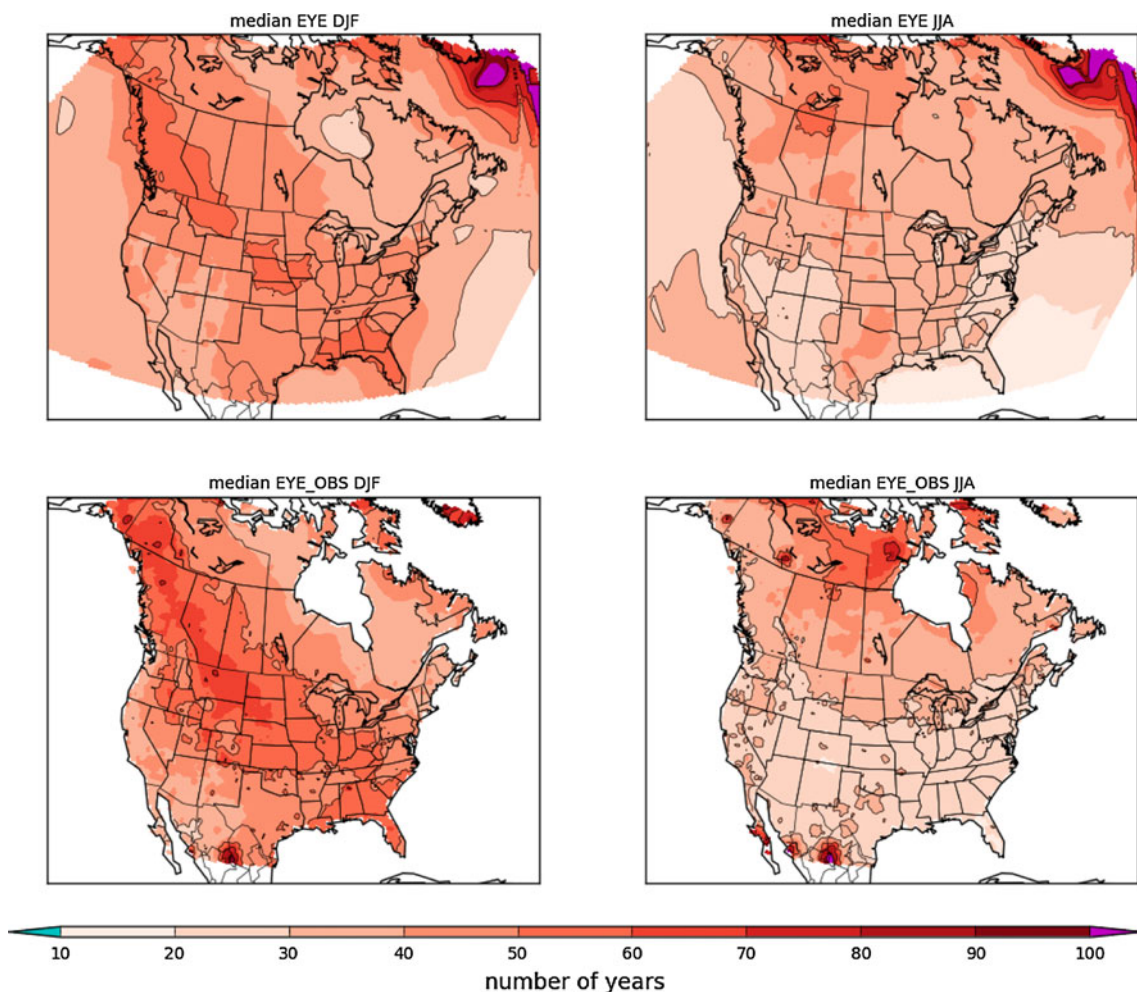 median EYE DJF
median EYE JJA
median EYE_OBS DJF
median EYE_OBS JJA
10 20 30 40 50 60 70 80 90 100
number of years